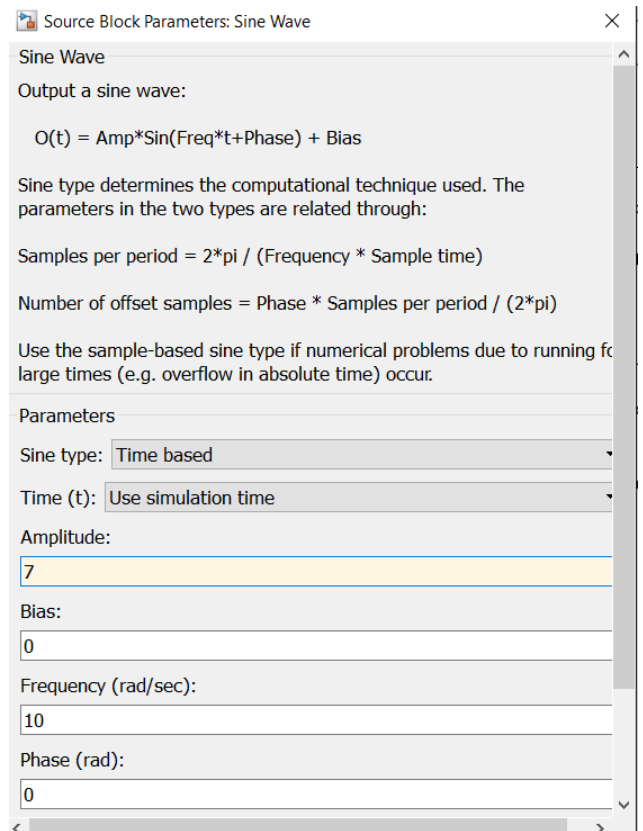 Source Block Parameters: Sine Wave
Sine Wave
Output a sine wave:
O(t) = Amp*Sin(Freq*t+Phase) + Bias
Sine type determines the computational technique used. The
parameters in the two types are related through:
Samples per period = 2*pi / (Frequency * Sample time)
Number of offset samples = Phase * Samples per period / (2*pi)
Use the sample-based sine type if numerical problems due to running fo
large times (e.g. overflow in absolute time) occur.
Parameters
Sine type: Time based
Time (t): Use simulation time
Amplitude:
7
Bias:
0
Frequency (rad/sec):
10
Phase (rad):
0